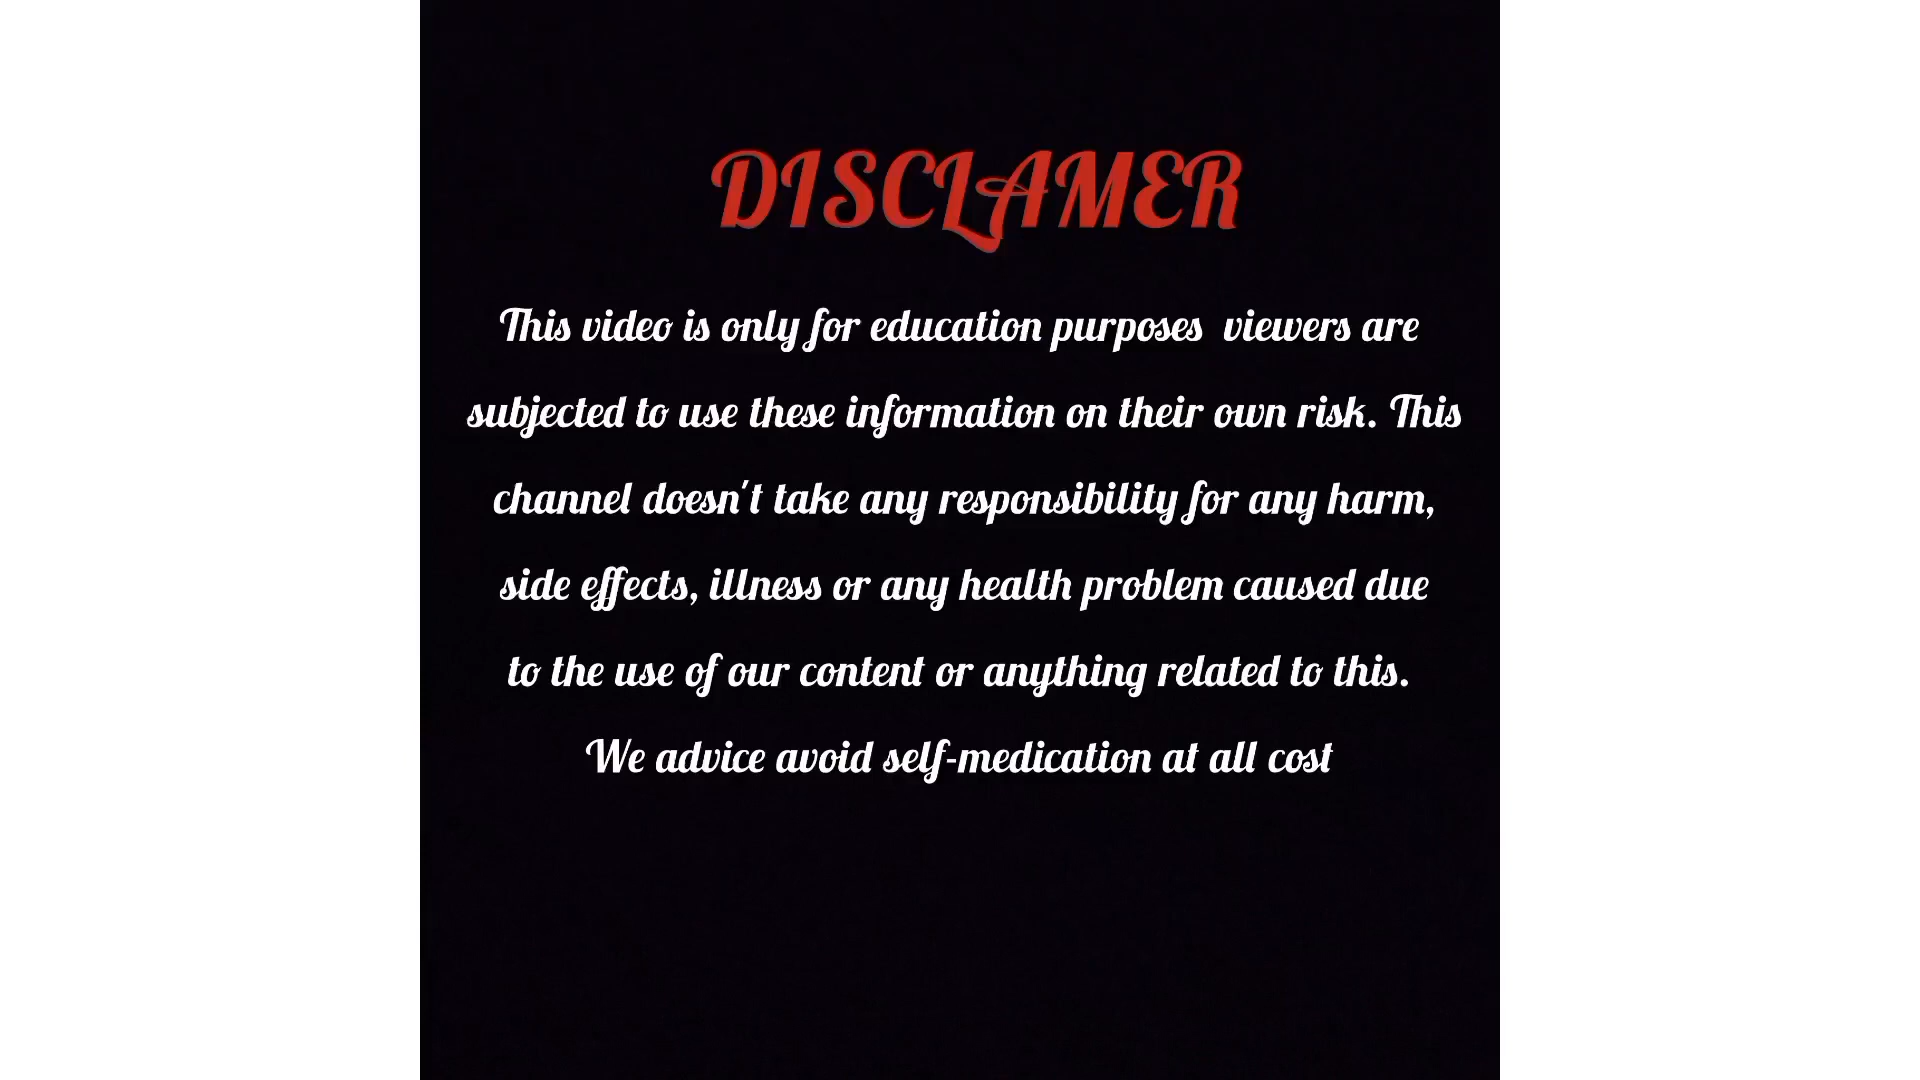 DISCLAMER
This video is only for education purposes  viewers are
subjected to use these information on their own risk. This
channel doesn't take any responsibility for any harm,
side effects, illness or any health problem caused due
to the use of our content or anything related to this.
We advice avoid self-medication at all cost